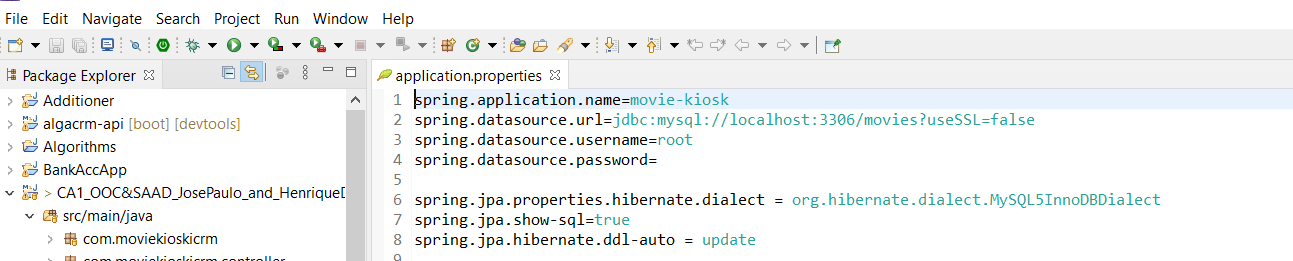 File Edit Navigate Search Project Run Window Help
Package Explorer
Additioner
algacrm-api [boot] [devtools]
Algorithms
BankAccApp
> CA1_OOC&SAAD_JosePaulo_and_Henrique
src/main/java
com.moviekioskicrm
com.moviekioskicrm.controller
application.properties
1 spring.application.name=movie-kiosk
2 spring.datasource.url=jdbc:mysql://localhost:3306/movies?useSSL=false
3 spring.datasource.username=root
4 spring.datasource.password=
5
6 spring.jpa.properties.hibernate.dialect = org.hibernate.dialect.MySQL5InnoDBDialect
7 spring.jpa.show-sql=true
8 spring.jpa.hibernate.ddl-auto = update
9